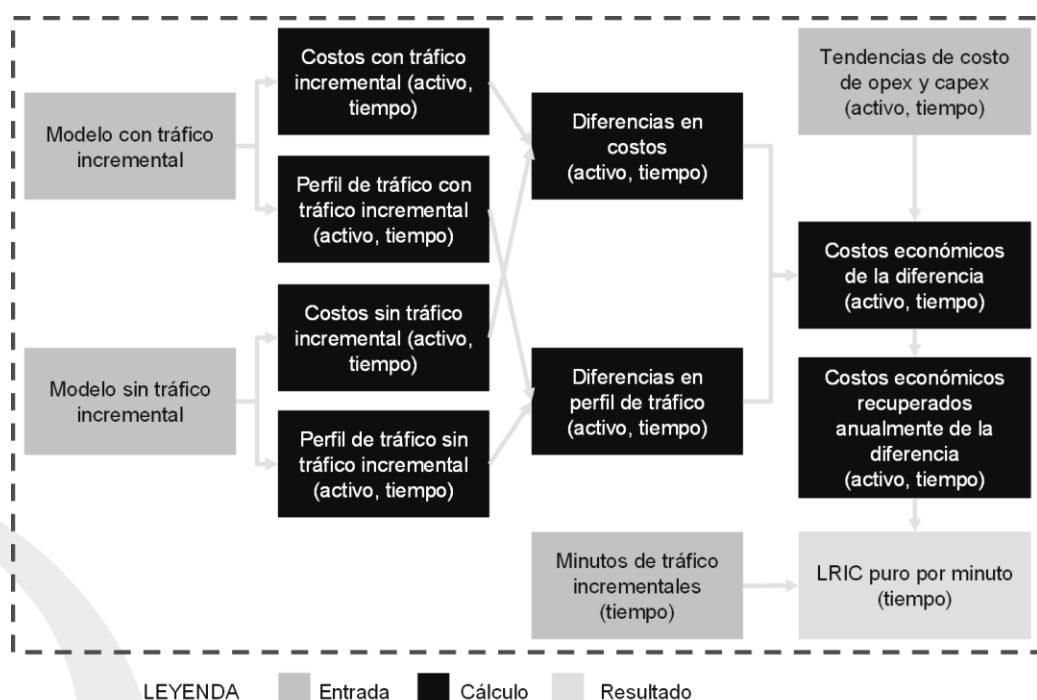 Modelo con tráfico
incremental
Modelo sin tráfico
incremental
Costos con tráfico
incremental (activo,
tiempo)
Perfil de tráfico con
tráfico incremental
(activo, tiempo)
Costos sin tráfico
incremental (activo,
tiempo)
Perfil de tráfico sin
tráfico incremental
(activo, tiempo)
Diferencias en
costos
(activo, tiempo)
Diferencias en
perfil de tráfico
(activo, tiempo)
Minutos de tráfico
incrementales
(tiempo)
Tendencias de costo
de opex y capex
(activo, tiempo)
Costos económicos
de la diferencia
(activo, tiempo)
Costos económicos
recuperados
anualmente de la
diferencia
(activo, tiempo)
LRIC puro por minuto
(tiempo)
LEYENDA Entrada Cálculo Resultado